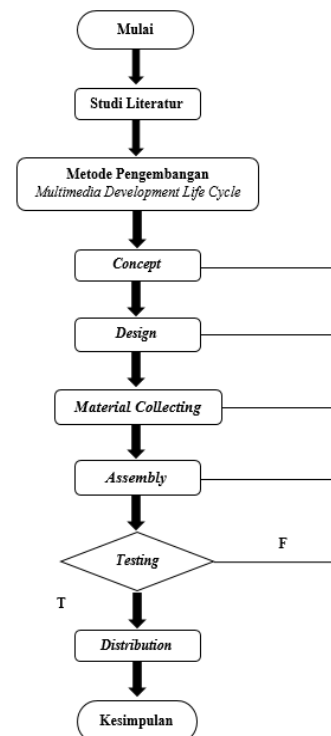 Mulai
Studi Literatur
Metode Pengembangan
Multimedia Development Life Cycle
Concept
Design
Material Collecting
Assembly
Testing
F
T
Distribution
Kesimpulan